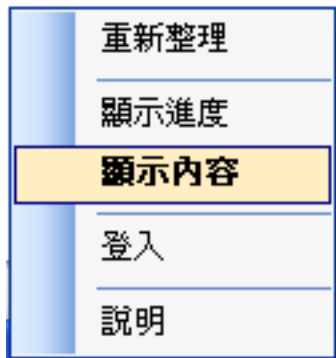 重新整理
顯示進度
顯示內容
登入
說明